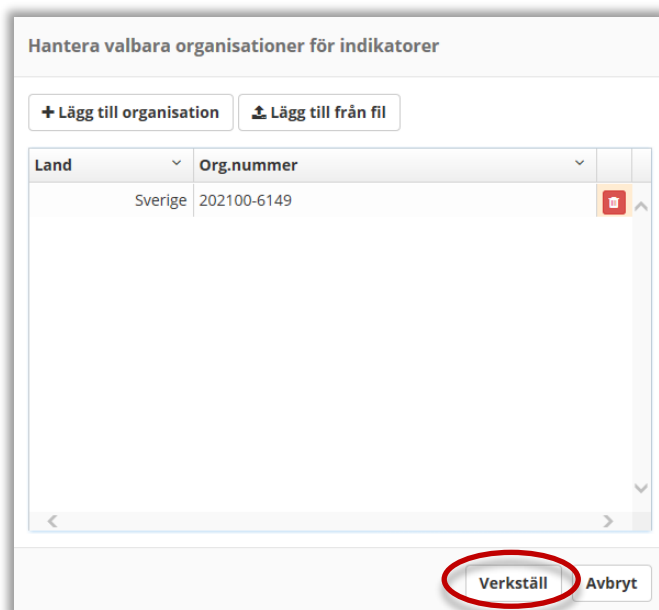 Hantera valbara organisationer för indikatorer
Lägg till organisation Lägg till från fil
Land Org.nummer
Sverige 202100-6149
Verkställ Avbryt